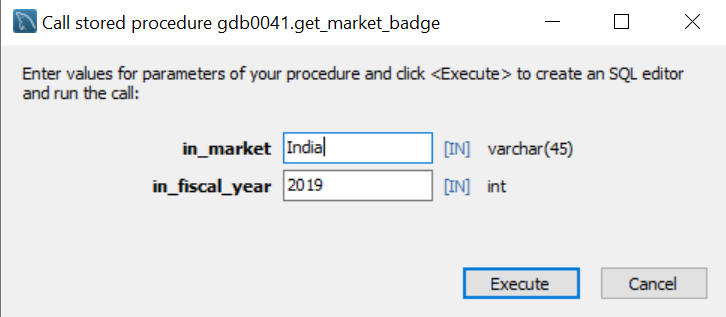 Call stored procedure gdb0041.get_market_badge
Enter values for parameters of your procedure and click <Execute> to create an SQL editor
and run the call:
in_market India [IN] varchar(45)
in_fiscal_year 2019 [IN] int
Execute Cancel